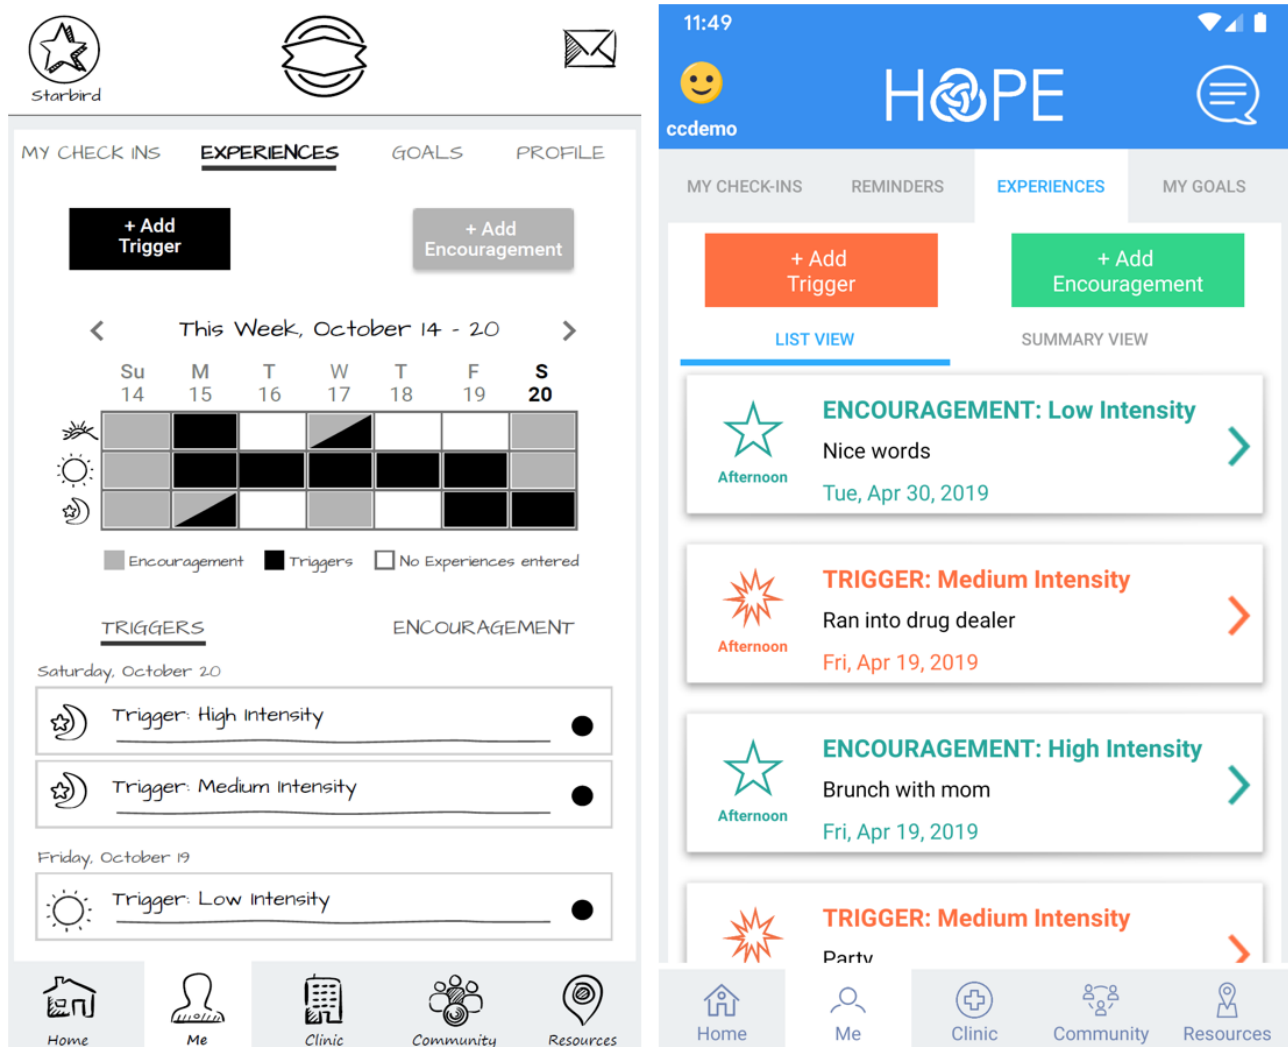 Starbird
MY CHECK INS EXPERIENCES GOALS PROFILE
+ Add
Trigger
+ Add
Encouragement
This Week, October 14 - 20
Su M T W T F S
14 15 16 17 18 19 20
Encouragement Triggers No Experiences entered
TRIGGERS ENCOURAGEMENT
Saturday, October 20
Trigger: High Intensity
Trigger: Medium Intensity
Friday, October 19
Trigger: Low Intensity
Home Me Clinic Community Resources
11:49
ccdemo
HOPE
MY CHECK-INS REMINDERS EXPERIENCES MY GOALS
+ Add
Trigger
+ Add
Encouragement
LIST VIEW SUMMARY VIEW
ENCOURAGEMENT: Low Intensity
Nice words
Afternoon
Tue, Apr 30, 2019
TRIGGER: Medium Intensity
Ran into drug dealer
Afternoon
Fri, Apr 19, 2019
ENCOURAGEMENT: High Intensity
Brunch with mom
Afternoon
Fri, Apr 19, 2019
TRIGGER: Medium Intensity
Party
Home Me Clinic Community Resources